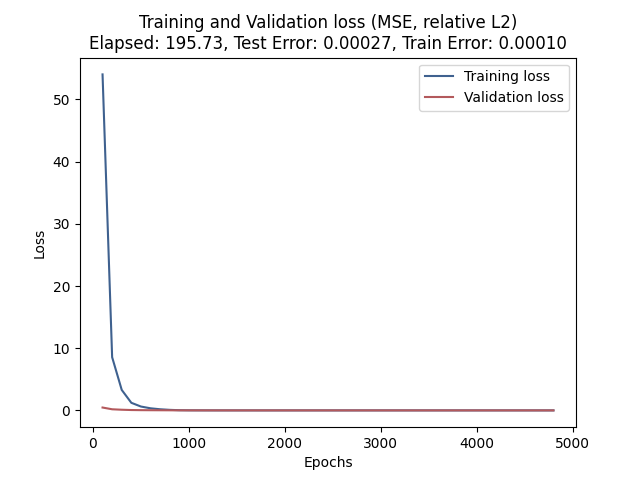 Training and Validation loss (MSE, relative L2)
Elapsed: 195.73, Test Error: 0.00027, Train Error: 0.00010
Training loss
Validation loss
50
40
30
20
10
0
Loss
0 1000 2000 3000 4000 5000
Epochs